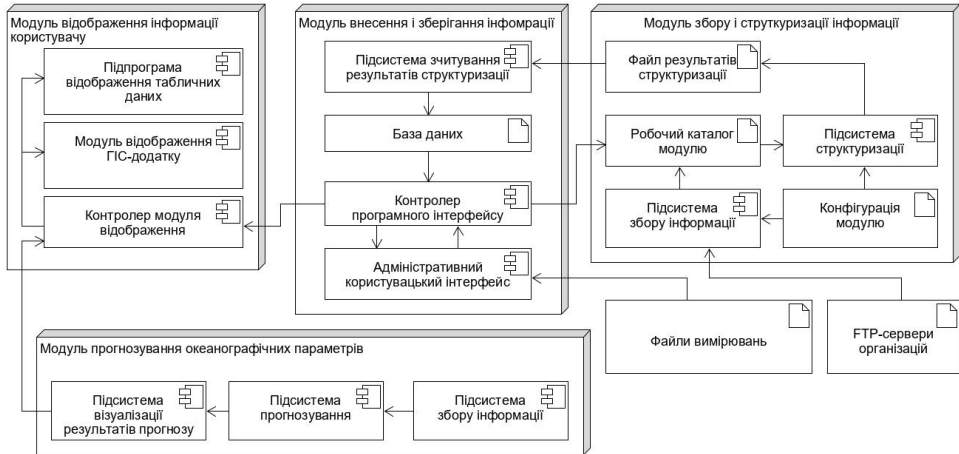 Модуль відображення інформації
користувачу
Підпрограма
відображення табличних
даних
Модуль відображення
ГІС-додатку
Контролер модуля
відображення
Модуль внесення і зберігання інфомрації
Підсистема зчитування
результатів структуризації
База даних
Контролер
програмного інтерфейсу
Адміністративний
користувацький інтерфейс
Модуль збору і струткуризації інформації
Файл результатів
структуризації
Робочий каталог
модулю
Підсистема
структуризації
Підсистема
збору інформації
Конфігурація
модулю
Файли вимірювань
FTP-сервери
організацій
Модуль прогнозування океанографічних параметрів
Підсистема
візуалізації
результатів прогнозу
Підсистема
прогнозування
Підсистема
збору інформації